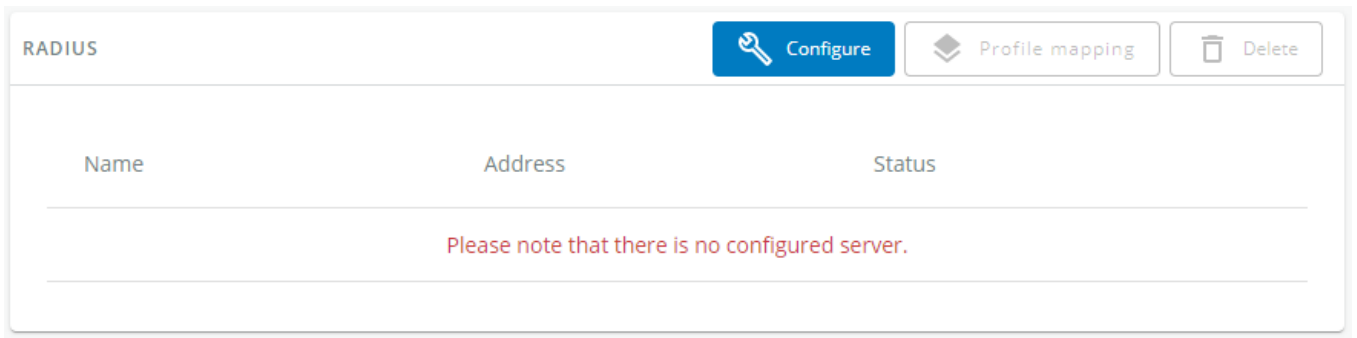 RADIUS Configure Profile mapping Delete
Name Address Status
Please note that there is no configured server.